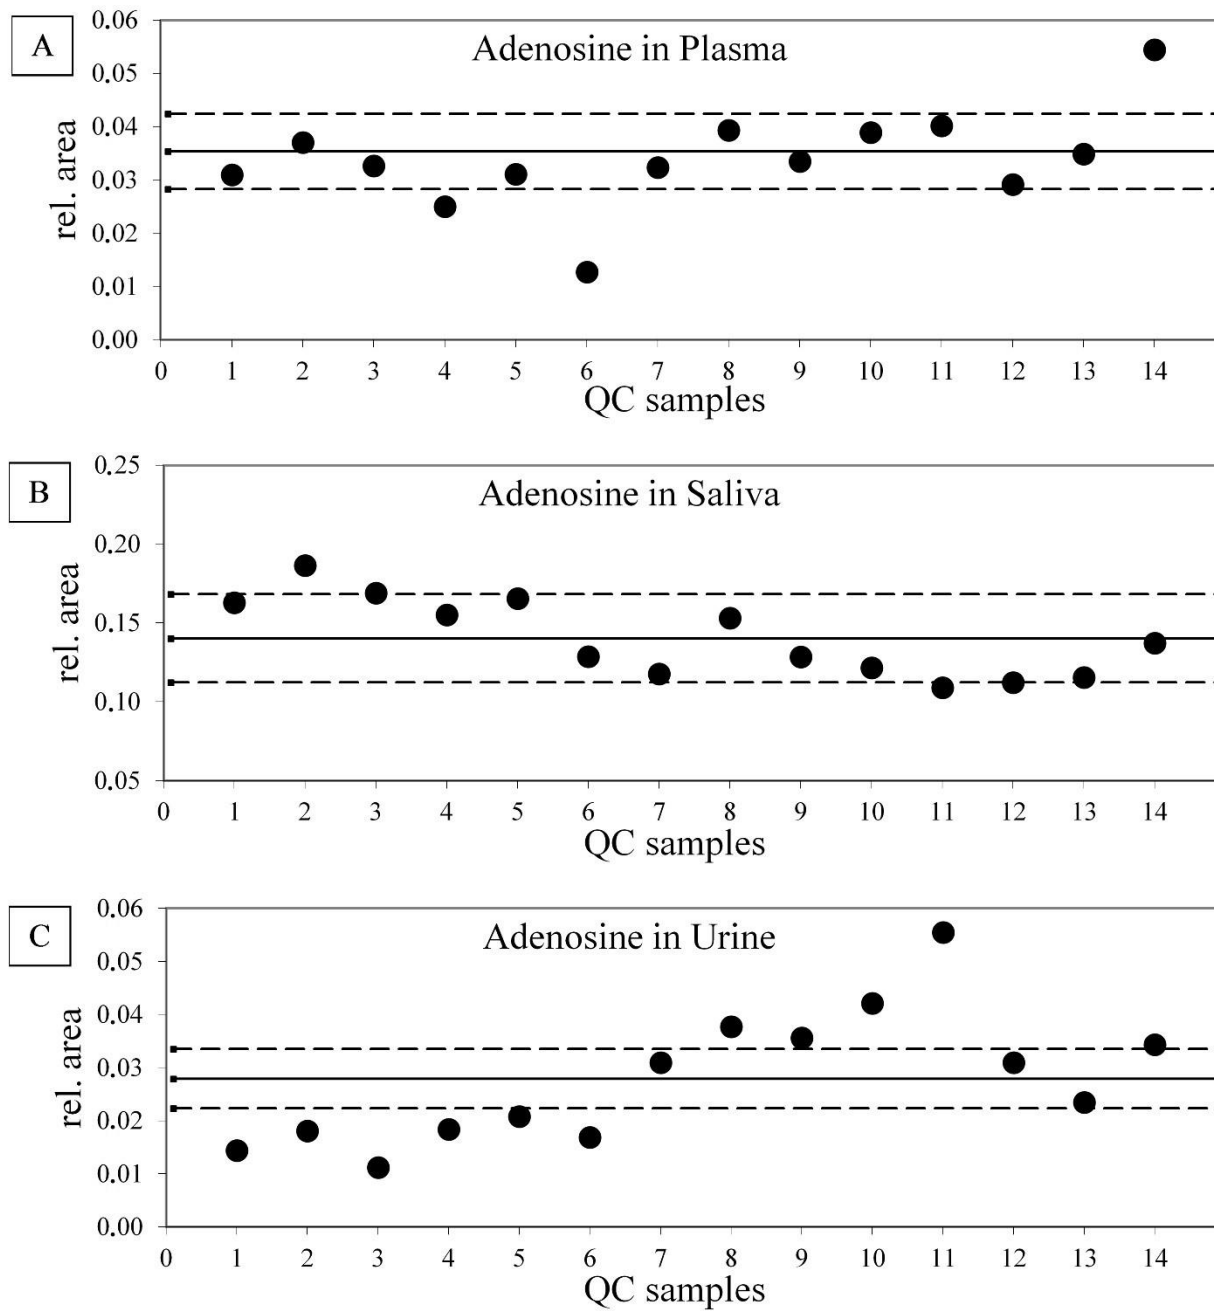 A
Adenosine in Plasma
rel. area
0.06
0.05
0.04
0.03
0.02
0.01
0.00
0 1 2 3 4 5 6 7 8 9 10 11 12 13 14
QC samples
B
Adenosine in Saliva
rel. area
0.25
0.20
0.15
0.10
0.05
0 1 2 3 4 5 6 7 8 9 10 11 12 13 14
QC samples
C
Adenosine in Urine
rel. area
0.06
0.05
0.04
0.03
0.02
0.01
0.00
0 1 2 3 4 5 6 7 8 9 10 11 12 13 14
QC samples